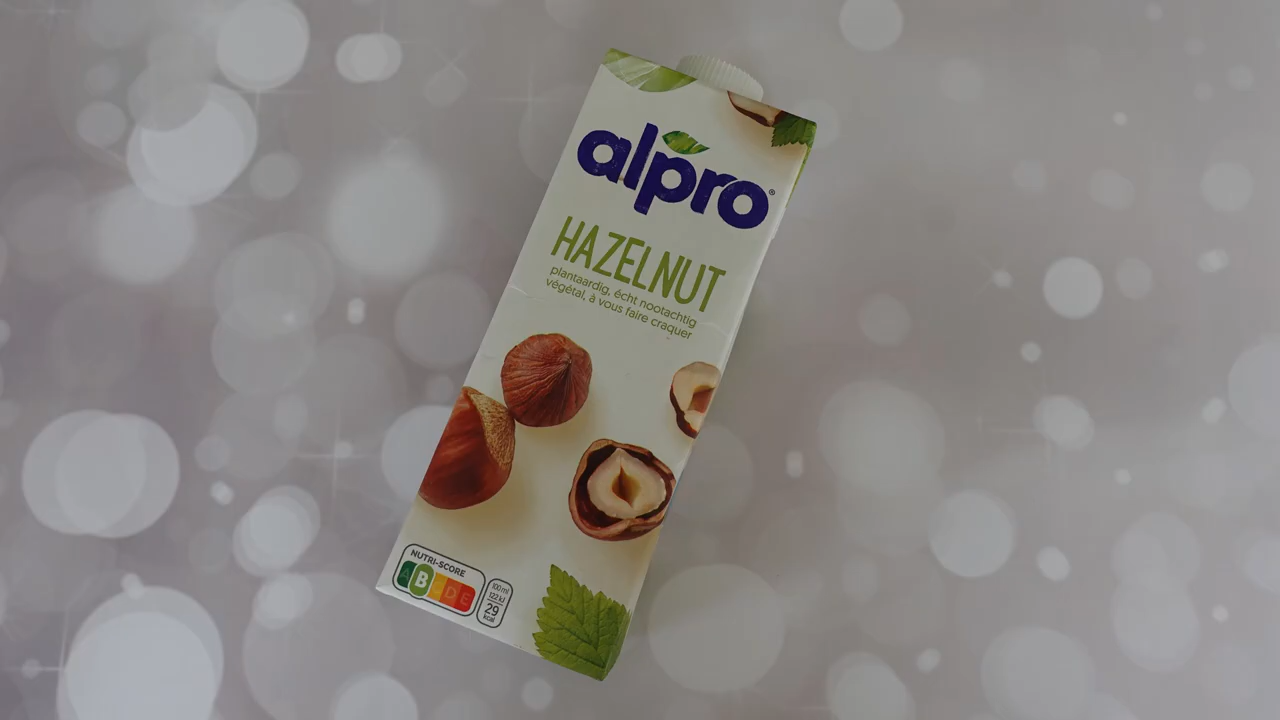 alpro®
HAZELNUT
plantaardig, écht nootachtig
végétal, à vous faire craquer
NUTRI-SCORE
A B C D E
100 ml
122 kJ
29
kcal